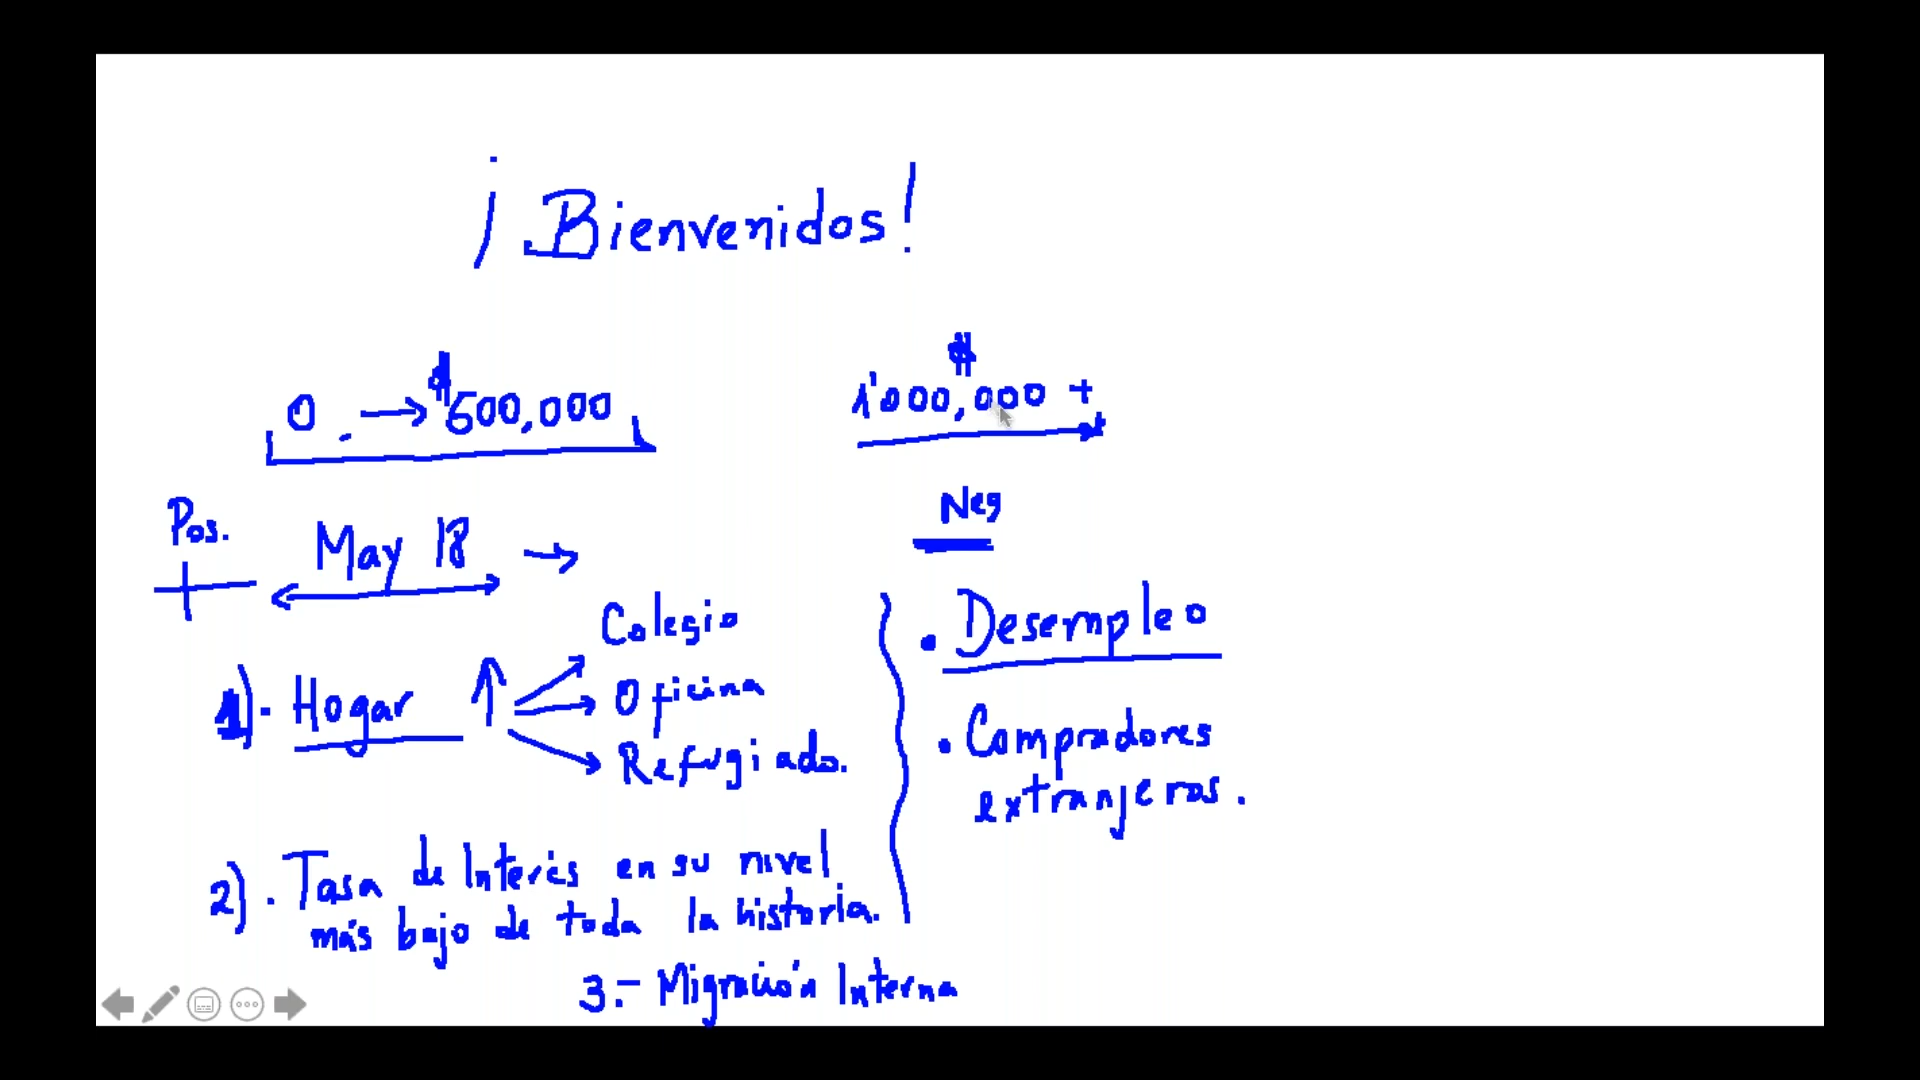 ¡Bienvenidos!
0. → $500,000
$
1'000,000 +
Pos.
+
May 18 →
Neg
1). Hogar ↑
Colegio
Oficina
Refugiado.
• Desempleo
• Compradores
extranjeros.
2). Tasa de Interés en su nivel
más bajo de toda la historia.
3.- Migración Interna